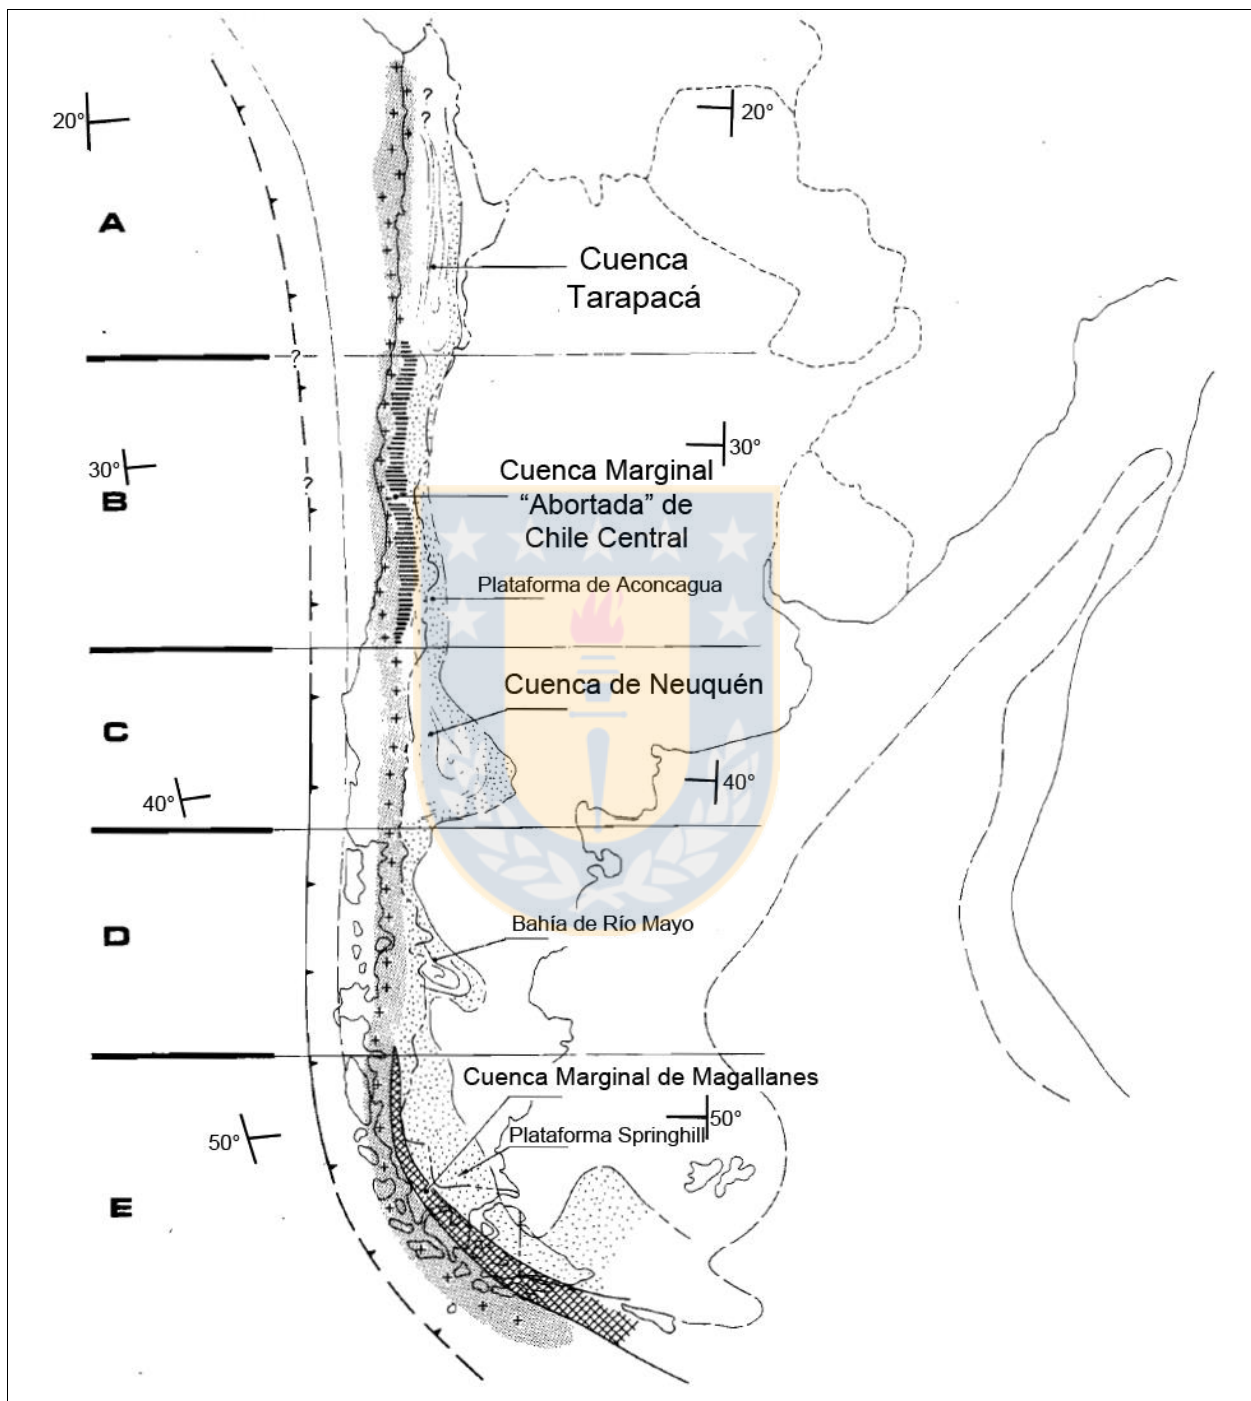 ?
?
20°
20°
A
Cuenca
Tarapacá
?
30°
30°
Cuenca Marginal
“Abortada” de
Chile Central
?
B
Plataforma de Aconcagua
Cuenca de Neuquén
C
40°
40°
Bahía de Río Mayo
D
Cuenca Marginal de Magallanes
50°
50°
Plataforma Springhill
E